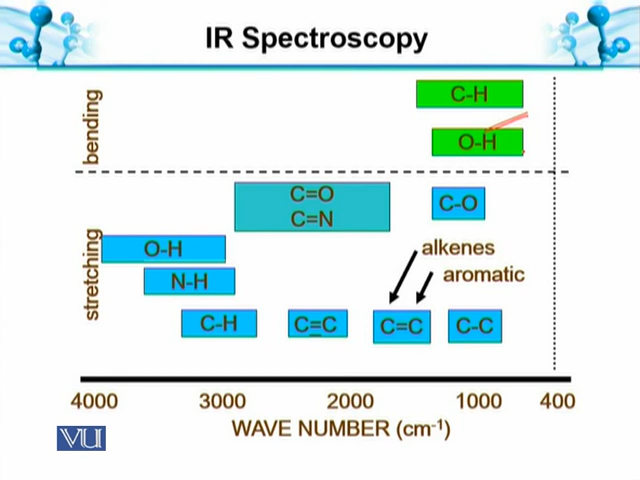 IR Spectroscopy
bending
C-H
O-H
stretching
C=O
C=N
C-O
O-H
alkenes
N-H
aromatic
C-H
C≡C
C=C
C-C
4000 3000 2000 1000 400
WAVE NUMBER (cm-1)
VU